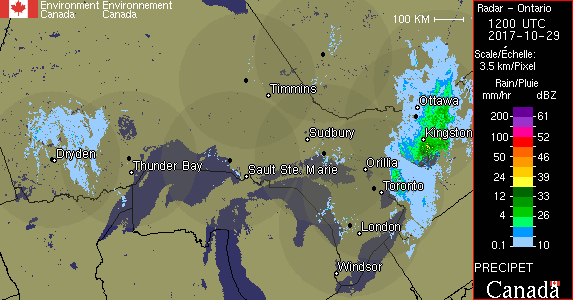 Environment Environnement
Canada Canada
100 KM
Timmins
Ottawa
Sudbury
Kingston
Dryden
Thunder Bay
Sault Ste. Marie
Orillia
Toronto
London
Windsor
Radar - Ontario
1200 UTC
2017-10-29
Scale/Échelle:
3.5 km/Pixel
Rain/Pluie
mm/hr dBZ
200 61
100 52
50 46
24 39
12 33
4 26
0.1 10
PRECIPET
Canada